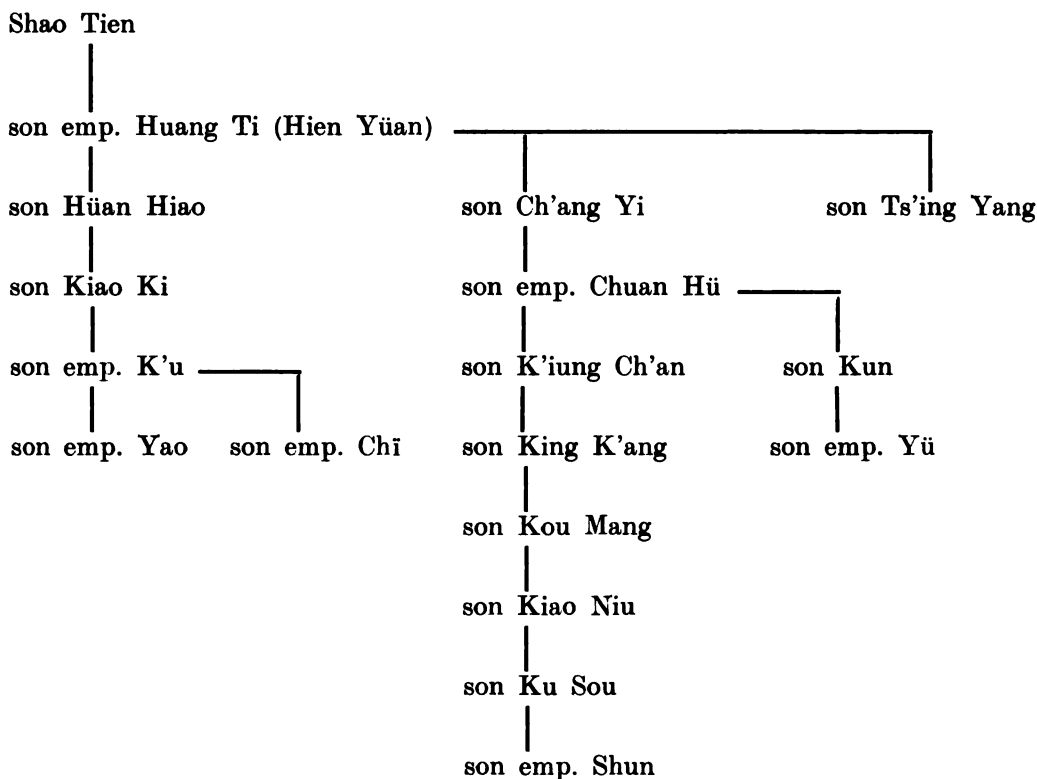 Shao Tien
son emp. Huang Ti (Hien Yüan)
son Hüan Hiao son Ch'ang Yi son Ts'ing Yang
son Kiao Ki son emp. Chuan Hü
son emp. K'u son K'iung Ch'an son Kun
son emp. Yao son emp. Chī son King K'ang son emp. Yü
son Kou Mang
son Kiao Niu
son Ku Sou
son emp. Shun